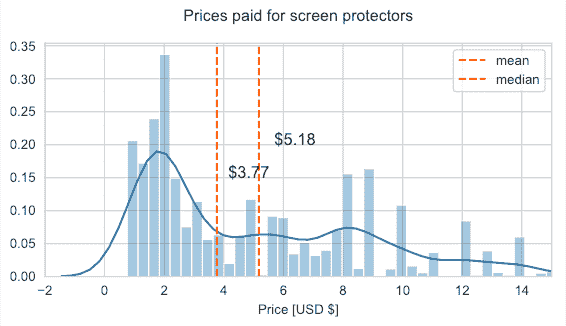 Prices paid for screen protectors
0.35
0.30
0.25
0.20
0.15
0.10
0.05
0.00
mean
median
$5.18
$3.77
−2 0 2 4 6 8 10 12 14
Price [USD $]